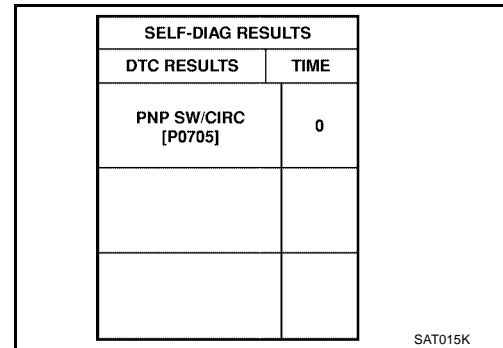 SELF-DIAG RESULTS
DTC RESULTS TIME
PNP SW/CIRC 0
[P0705]
SAT015K